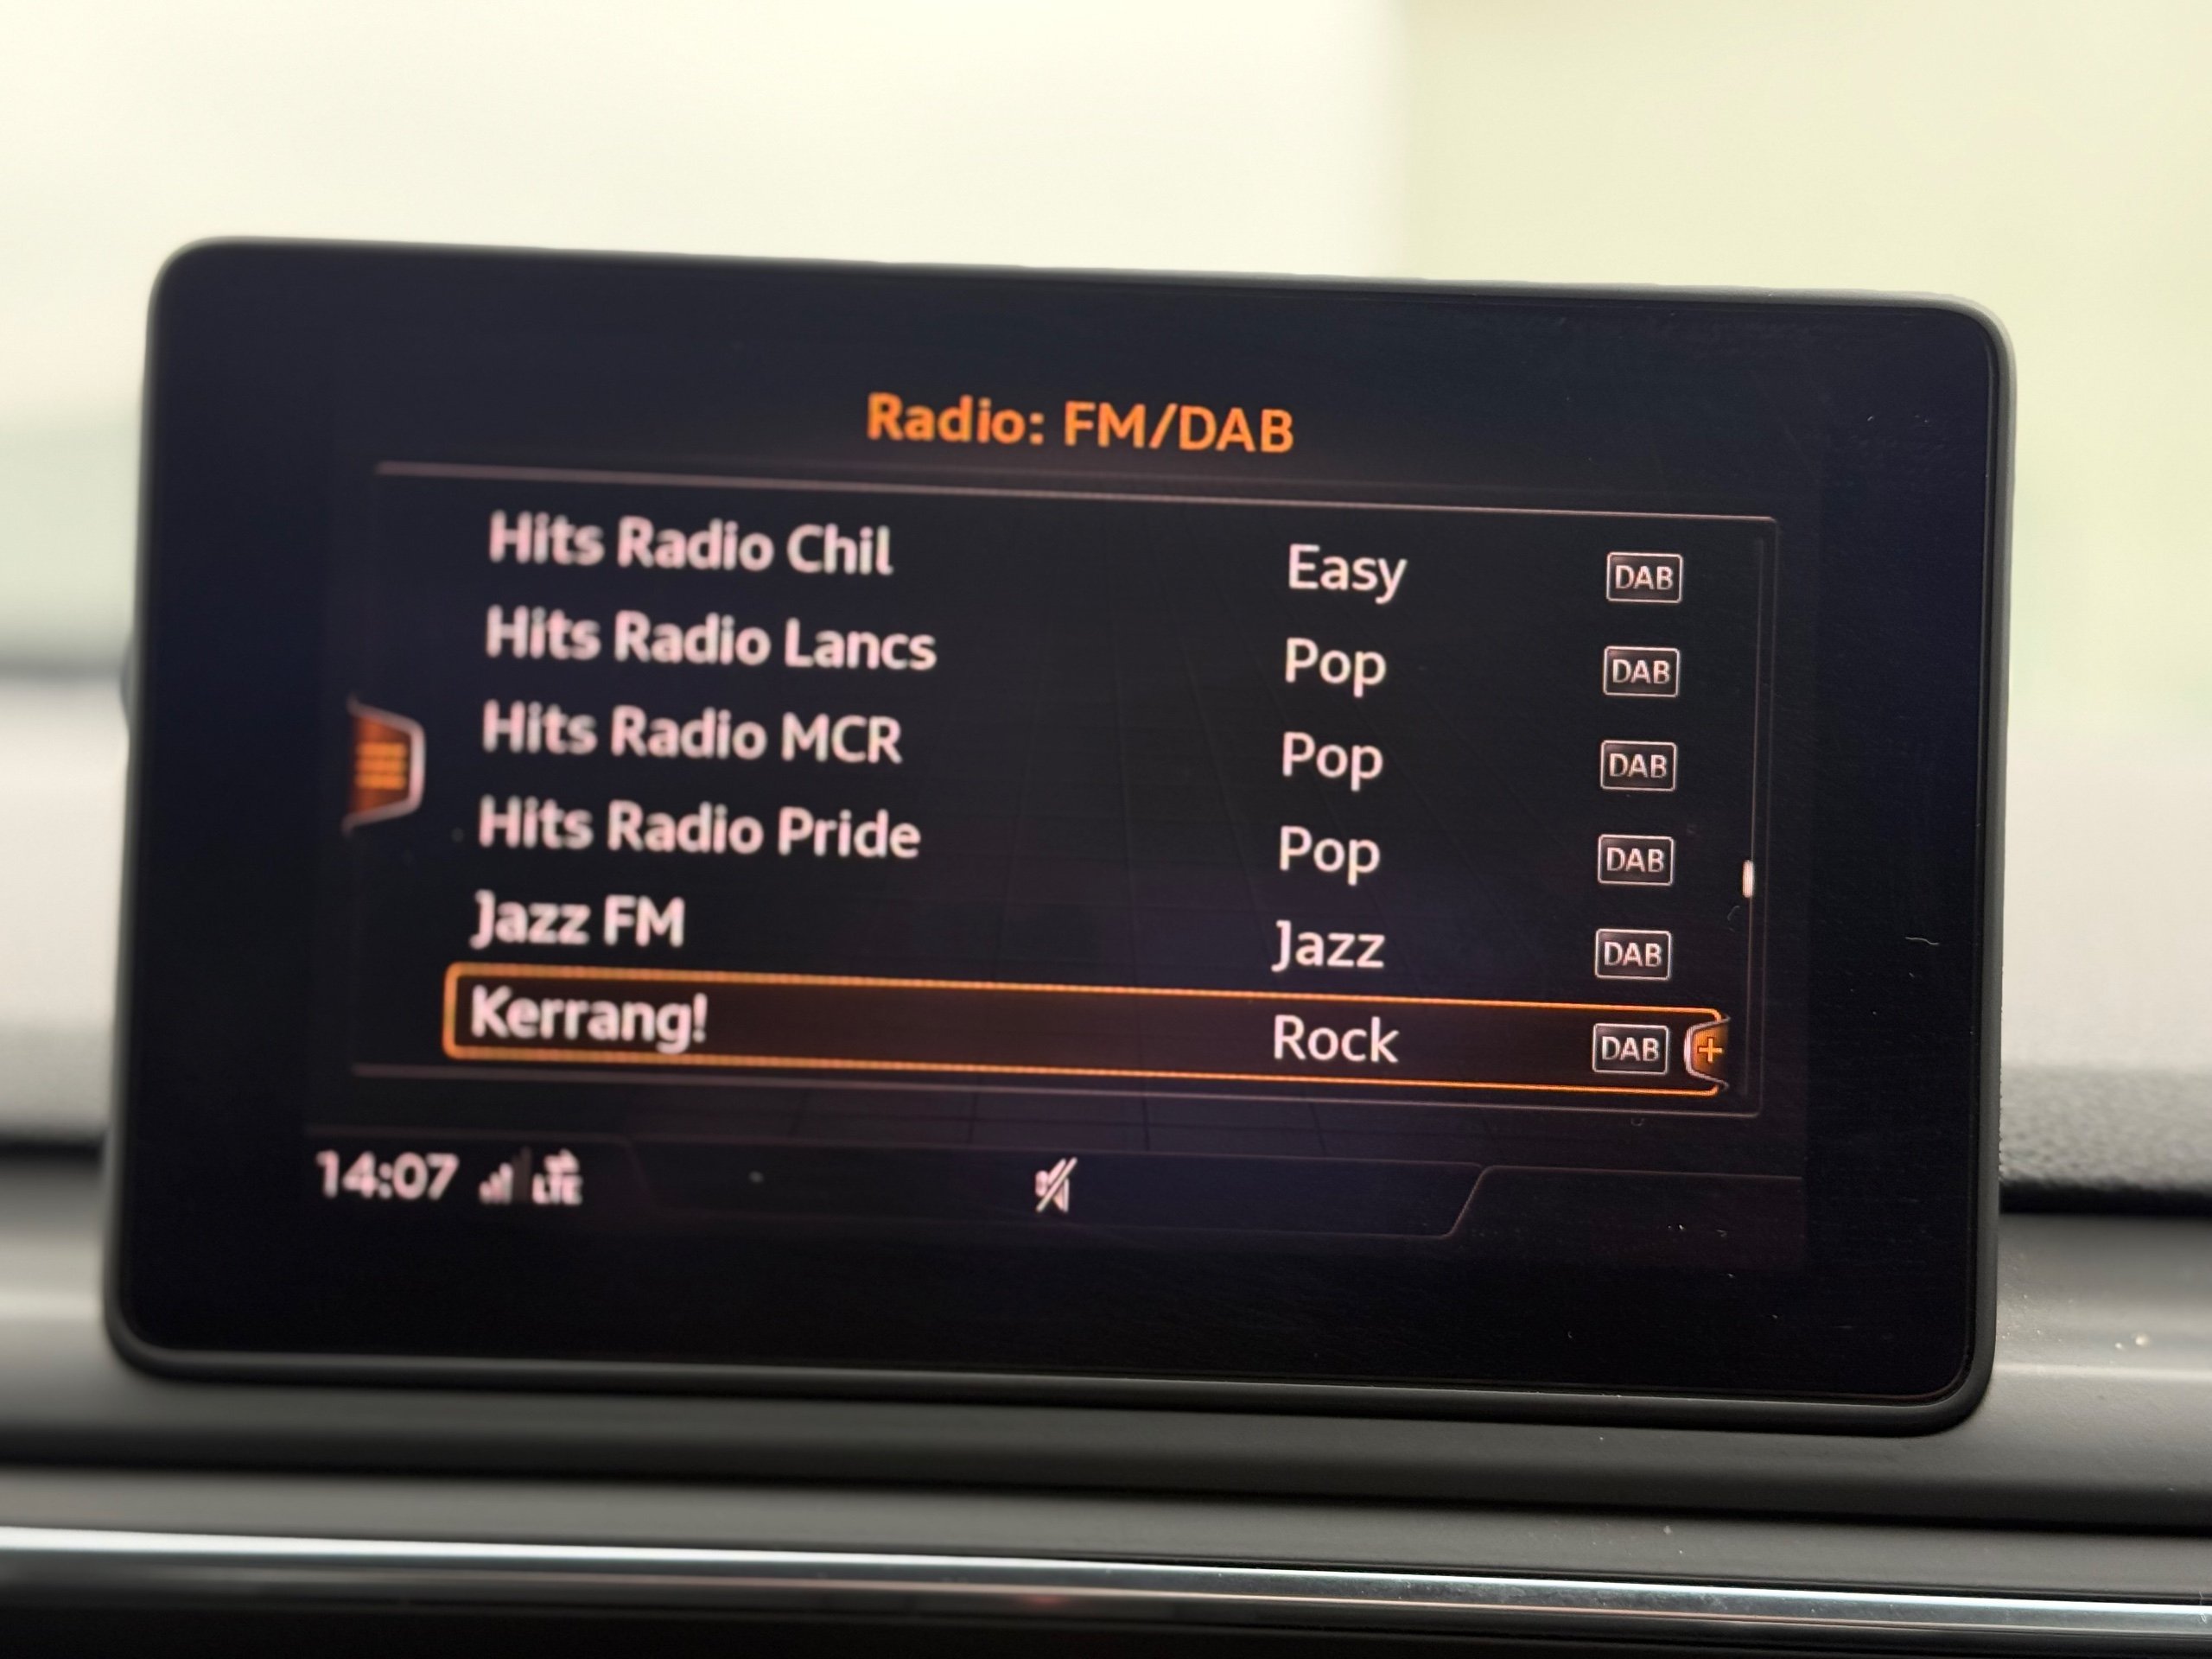 Radio: FM/DAB
Hits Radio Chil Easy DAB
Hits Radio Lancs Pop DAB
Hits Radio MCR Pop DAB
Hits Radio Pride Pop DAB
Jazz FM Jazz DAB
Kerrang! Rock DAB
14:07 LTE